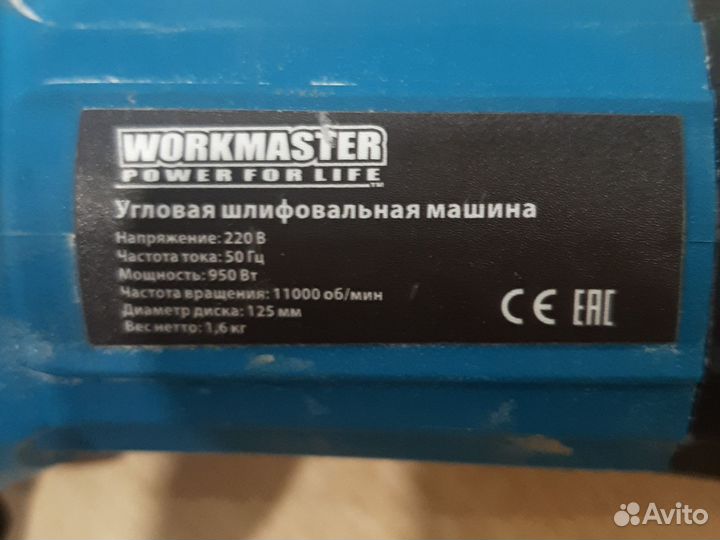 WORKMASTER
POWER FOR LIFE™
Угловая шлифовальная машина
Напряжение: 220 В
Частота тока: 50 Гц
Мощность: 950 Вт
Частота вращения: 11000 об/мин
Диаметр диска: 125 мм
Вес нетто: 1,6 кг
CE EAC
Avito